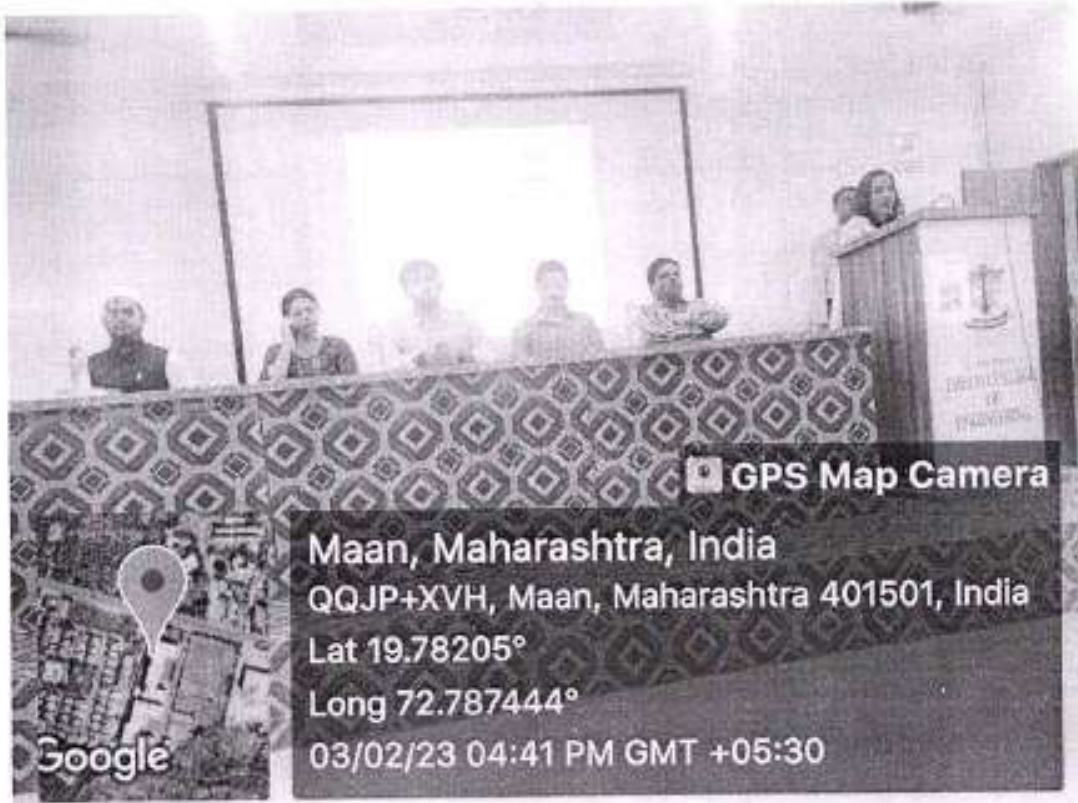 OF
GPS Map Camera
Maan, Maharashtra, India
QQJP+XVH, Maan, Maharashtra 401501, India
Lat 19.78205°
Long 72.787444°
Google
03/02/23 04:41 PM GMT +05:30